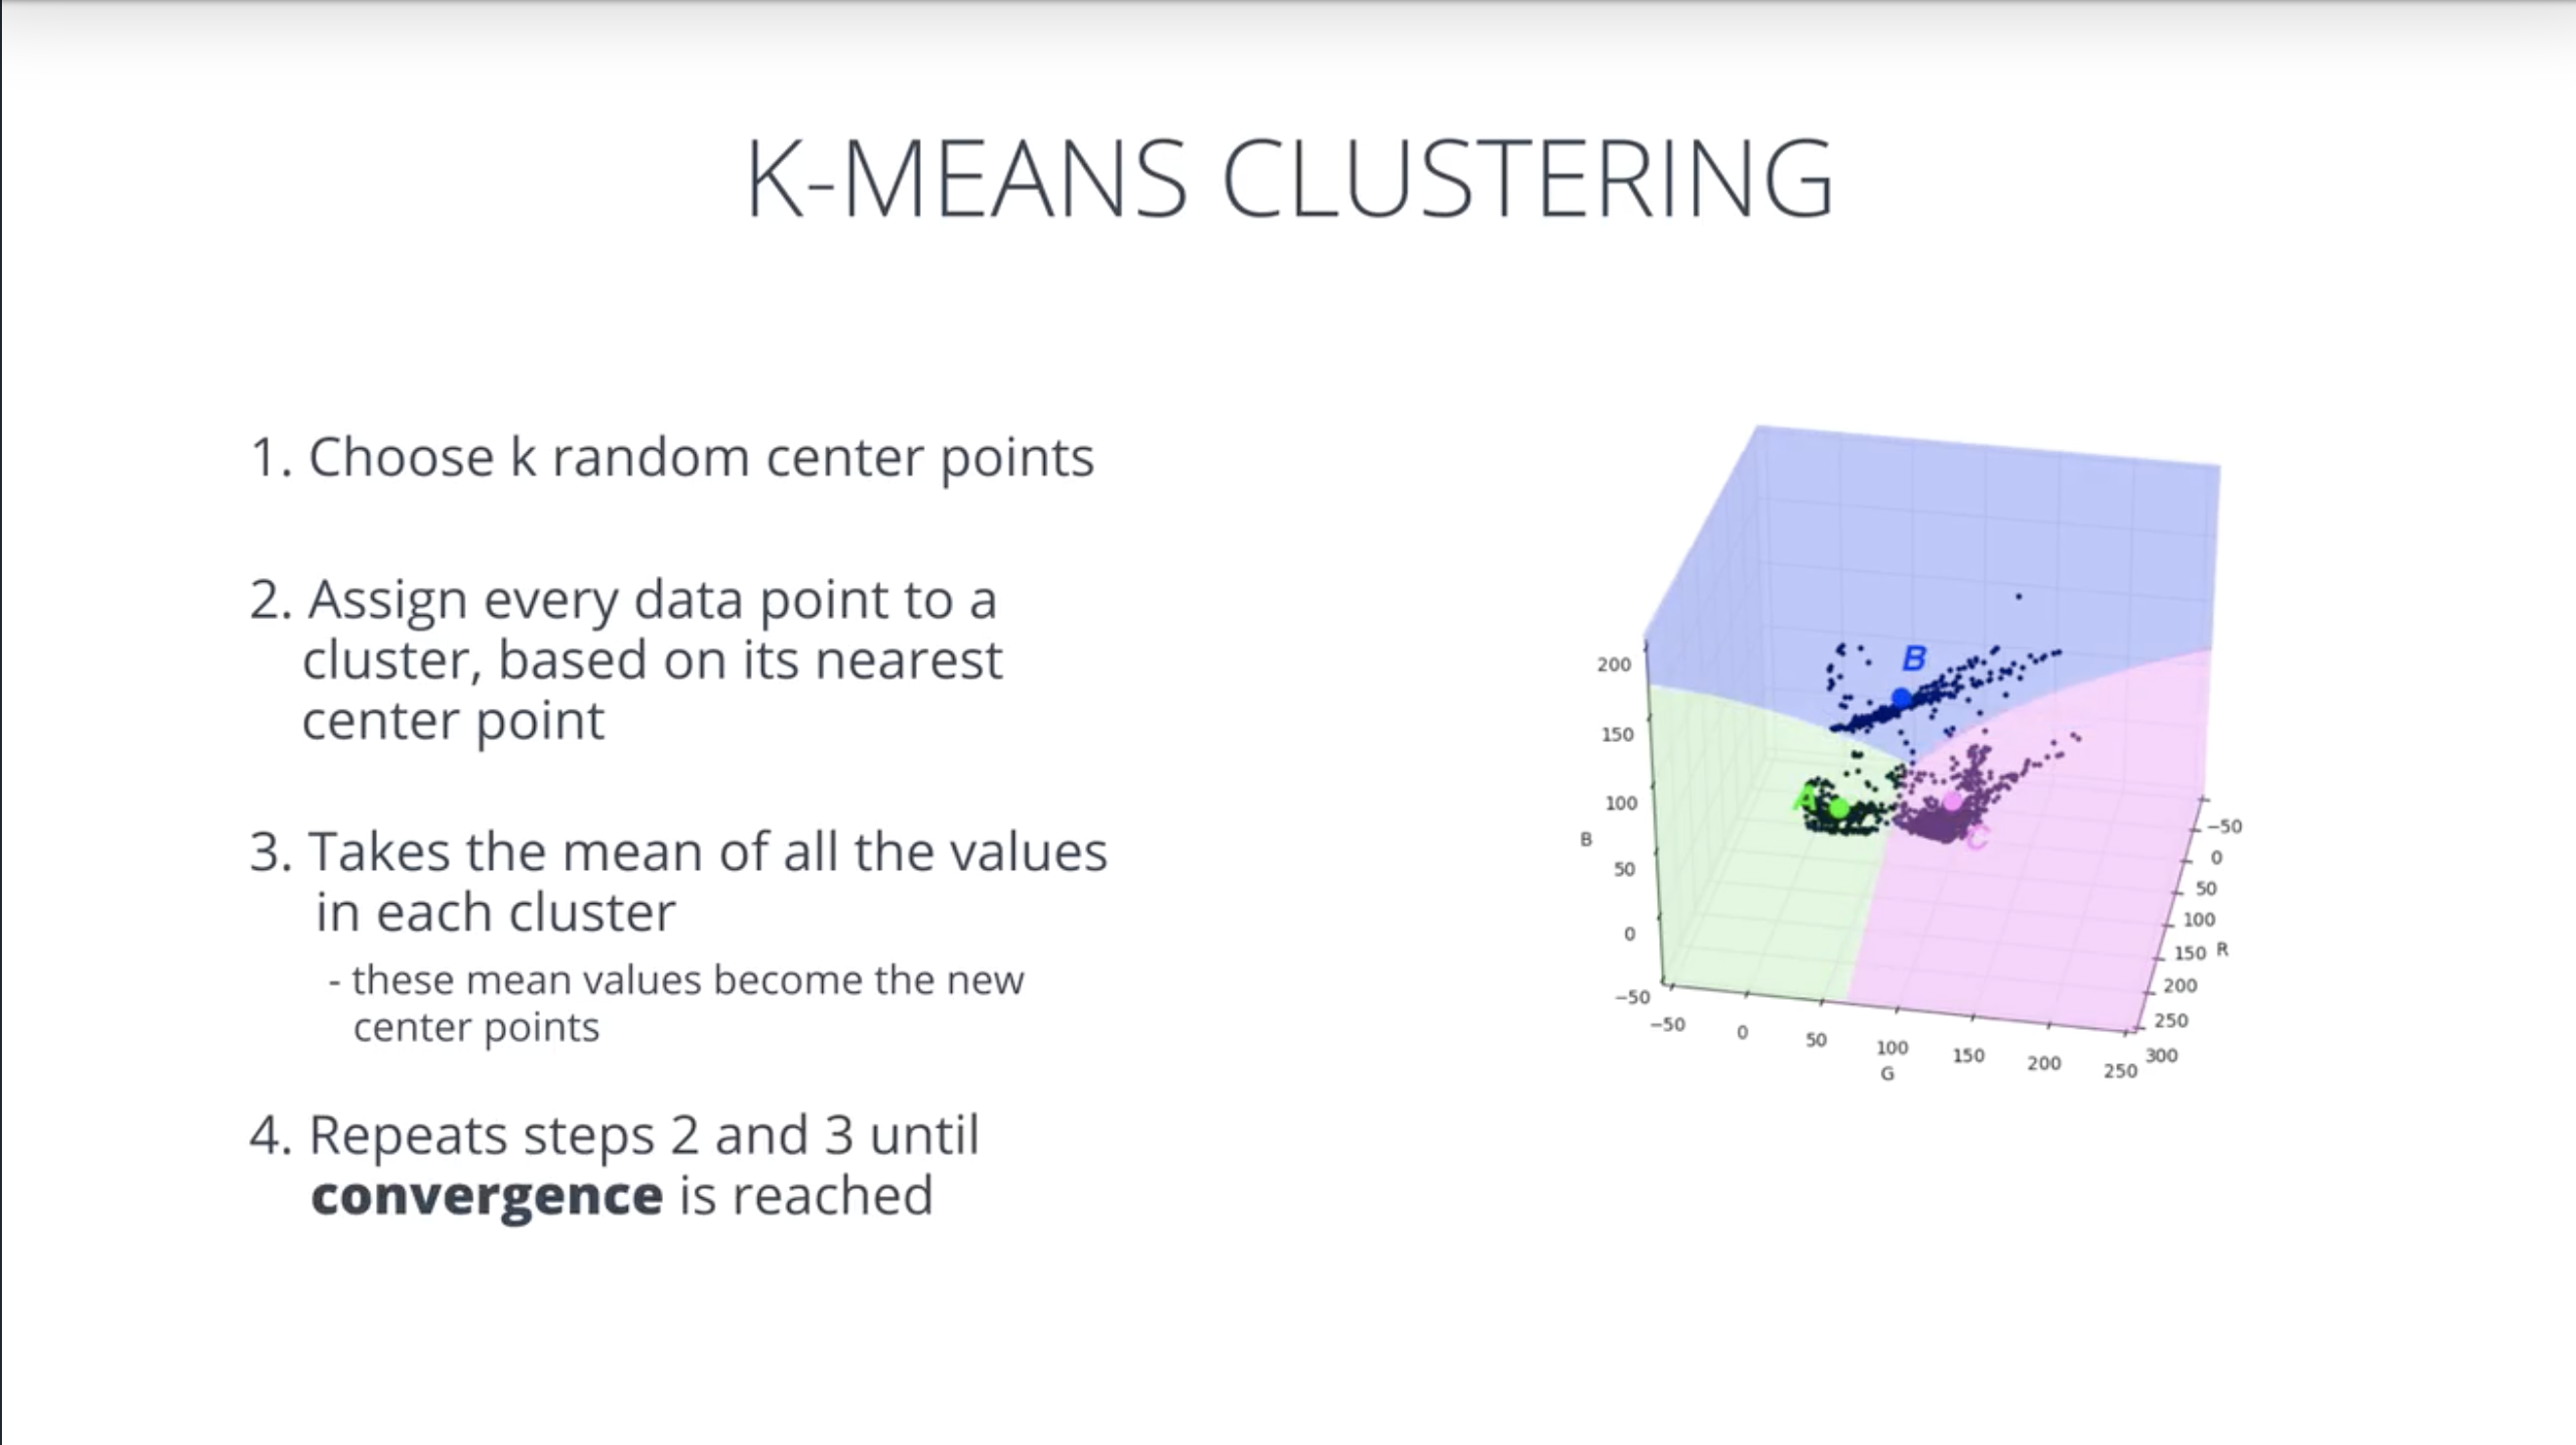 K-MEANS CLUSTERING
1. Choose k random center points
2. Assign every data point to a
cluster, based on its nearest
center point
3. Takes the mean of all the values
in each cluster
- these mean values become the new
center points
4. Repeats steps 2 and 3 until
convergence is reached
B
A
C
200
150
100
B
50
0
−50
−50
0
50
100
150
200
250
G
−50
0
50
100
150
R
200
250
300